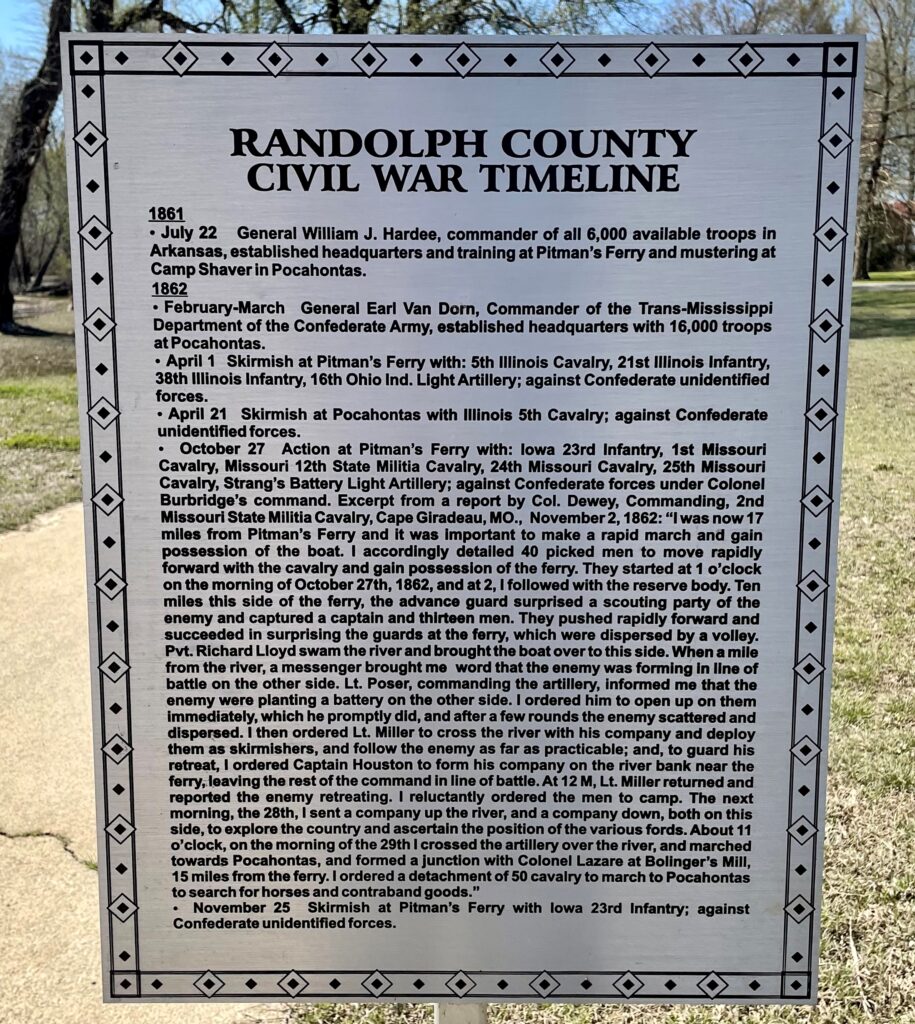 RANDOLPH COUNTY
CIVIL WAR TIMELINE
1861
• July 22 General William J. Hardee, commander of all 6,000 available troops in
Arkansas, established headquarters and training at Pitman's Ferry and mustering at
Camp Shaver in Pocahontas.
1862
• February-March General Earl Van Dorn, Commander of the Trans-Mississippi
Department of the Confederate Army, established headquarters with 16,000 troops
at Pocahontas.
• April 1 Skirmish at Pitman's Ferry with: 5th Illinois Cavalry, 21st Illinois Infantry,
38th Illinois Infantry, 16th Ohio Ind. Light Artillery; against Confederate unidentified
forces.
• April 21 Skirmish at Pocahontas with Illinois 5th Cavalry; against Confederate
unidentified forces.
• October 27 Action at Pitman's Ferry with: Iowa 23rd Infantry, 1st Missouri
Cavalry, Missouri 12th State Militia Cavalry, 24th Missouri Cavalry, 25th Missouri
Cavalry, Strang's Battery Light Artillery; against Confederate forces under Colonel
Burbridge's command. Excerpt from a report by Col. Dewey, Commanding, 2nd
Missouri State Militia Cavalry, Cape Giradeau, MO., November 2, 1862: “I was now 17
miles from Pitman's Ferry and it was important to make a rapid march and gain
possession of the boat. I accordingly detailed 40 picked men to move rapidly
forward with the cavalry and gain possession of the ferry. They started at 1 o'clock
on the morning of October 27th, 1862, and at 2, I followed with the reserve body. Ten
miles this side of the ferry, the advance guard surprised a scouting party of the
enemy and captured a captain and thirteen men. They pushed rapidly forward and
succeeded in surprising the guards at the ferry, which were dispersed by a volley.
Pvt. Richard Lloyd swam the river and brought the boat over to this side. When a mile
from the river, a messenger brought me word that the enemy was forming in line of
battle on the other side. Lt. Poser, commanding the artillery, informed me that the
enemy were planting a battery on the other side. I ordered him to open up on them
immediately, which he promptly did, and after a few rounds the enemy scattered and
dispersed. I then ordered Lt. Miller to cross the river with his company and deploy
them as skirmishers, and follow the enemy as far as practicable; and, to guard his
retreat, I ordered Captain Houston to form his company on the river bank near the
ferry, leaving the rest of the command in line of battle. At 12 M, Lt. Miller returned and
reported the enemy retreating. I reluctantly ordered the men to camp. The next
morning, the 28th, I sent a company up the river, and a company down, both on this
side, to explore the country and ascertain the position of the various fords. About 11
o'clock, on the morning of the 29th I crossed the artillery over the river, and marched
towards Pocahontas, and formed a junction with Colonel Lazare at Bolinger's Mill,
15 miles from the ferry. I ordered a detachment of 50 cavalry to march to Pocahontas
to search for horses and contraband goods.”
• November 25 Skirmish at Pitman's Ferry with Iowa 23rd Infantry; against
Confederate unidentified forces.